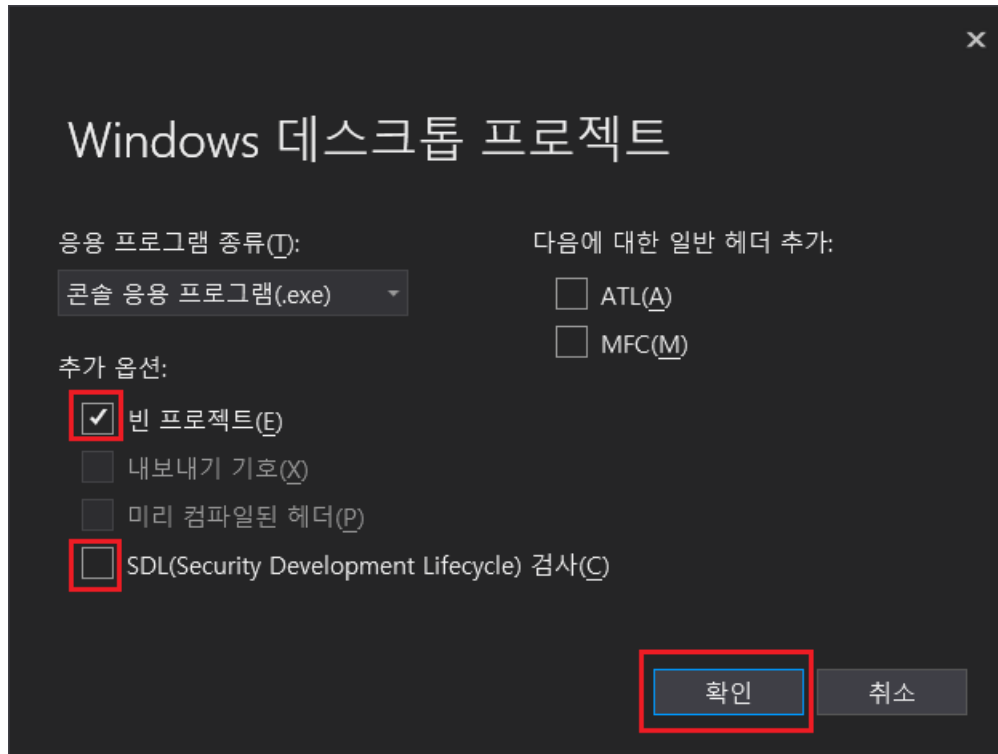 Windows 데스크톱 프로젝트
응용 프로그램 종류(T):
콘솔 응용 프로그램(.exe)
추가 옵션:
빈 프로젝트(E)
내보내기 기호(X)
미리 컴파일된 헤더(P)
SDL(Security Development Lifecycle) 검사(C)
다음에 대한 일반 헤더 추가:
ATL(A)
MFC(M)
확인
취소